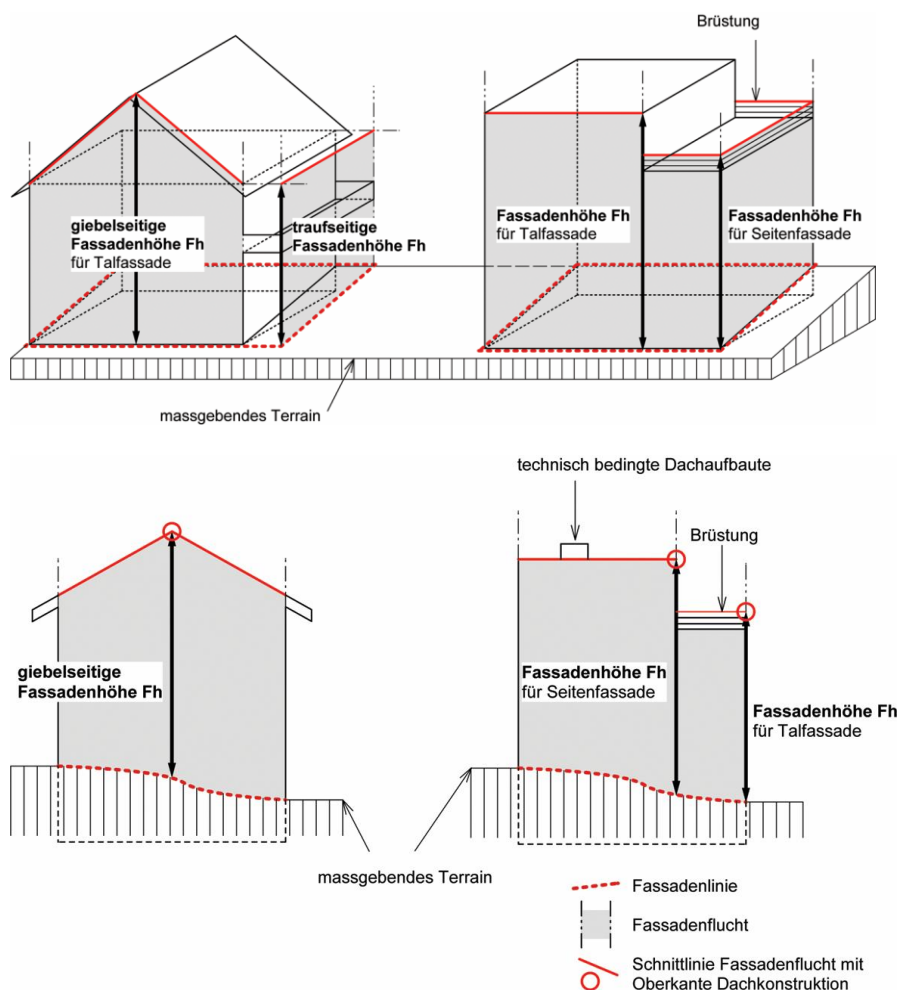 Brüstung
giebelseitige
Fassadenhöhe Fh
für Talfassade
traufseitige
Fassadenhöhe Fh
Fassadenhöhe Fh
für Talfassade
Fassadenhöhe Fh
für Seitenfassade
massgebendes Terrain
technisch bedingte Dachaufbaute
Brüstung
giebelseitige
Fassadenhöhe Fh
Fassadenhöhe Fh
für Seitenfassade
Fassadenhöhe Fh
für Talfassade
massgebendes Terrain
Fassadenlinie
Fassadenflucht
Schnittlinie Fassadenflucht mit
Oberkante Dachkonstruktion